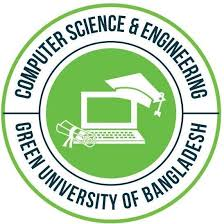 COMPUTER SCIENCE & ENGINEERING
GREEN UNIVERSITY OF BANGLADESH